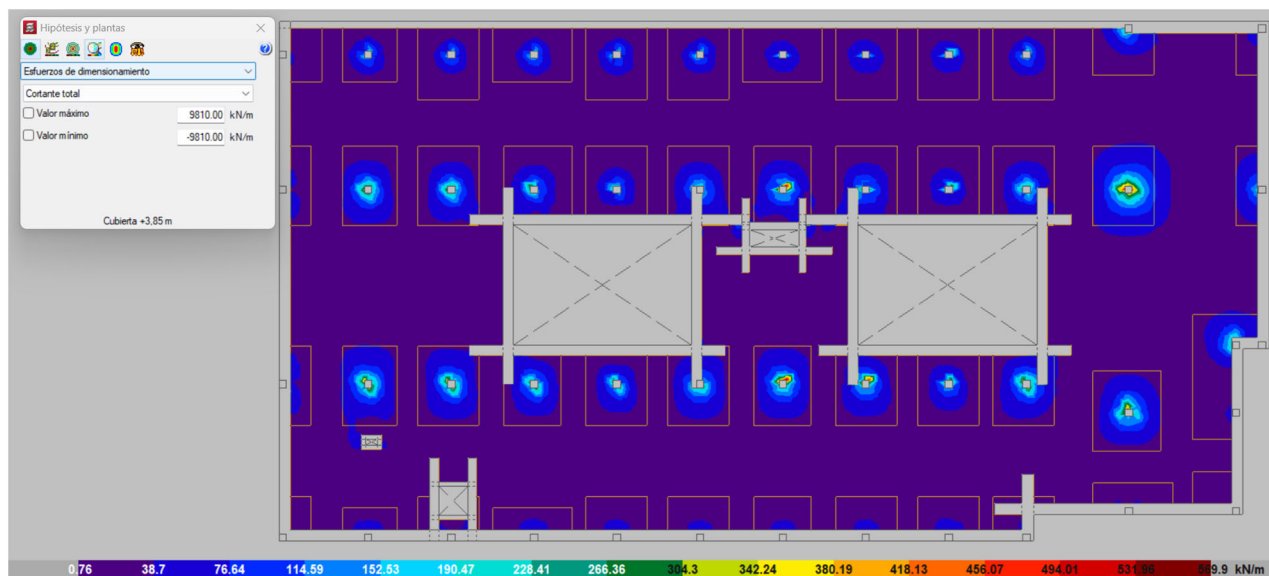 Hipótesis y plantas
Esfuerzos de dimensionamiento
Cortante total
Valor máximo 9810.00 kN/m
Valor mínimo -9810.00 kN/m
Cubierta +3,85 m
0.76 38.7 76.64 114.59 152.53 190.47 228.41 266.36 304.3 342.24 380.19 418.13 456.07 494.01 531.96 569.9 kN/m